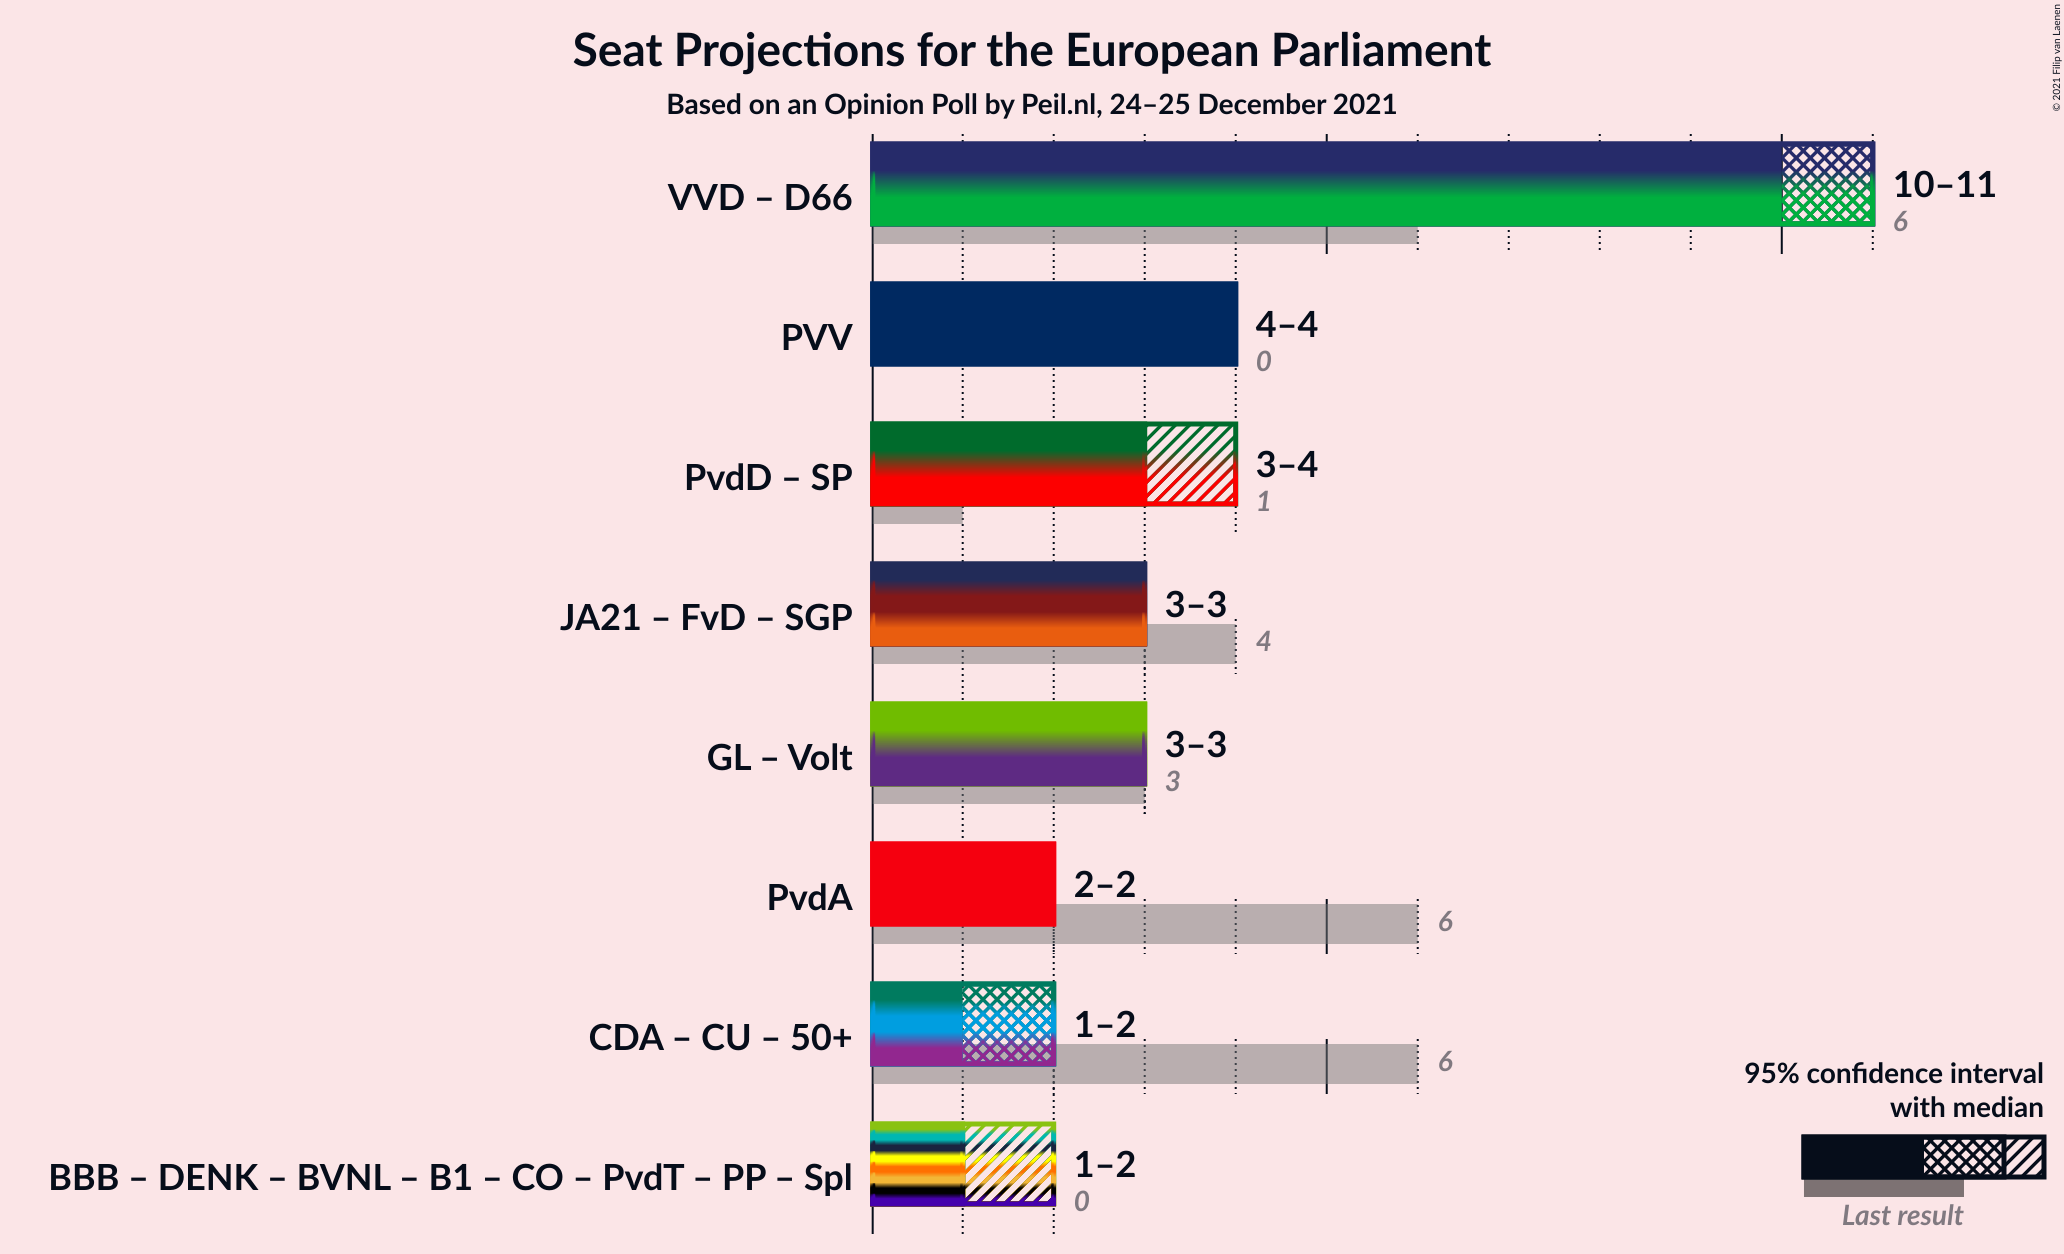 Seat Projections for the European Parliament
Based on an Opinion Poll by Peil.nl, 24–25 December 2021
© 2021 Filip van Laenen
VVD – D66
10–11
6
PVV
4–4
0
PvdD – SP
3–4
1
JA21 – FvD – SGP
3–3
4
GL – Volt
3–3
3
PvdA
2–2
6
CDA – CU – 50+
1–2
6
BBB – DENK – BVNL – B1 – CO – PvdT – PP – Spl
1–2
0
95% confidence interval
with median
Last result